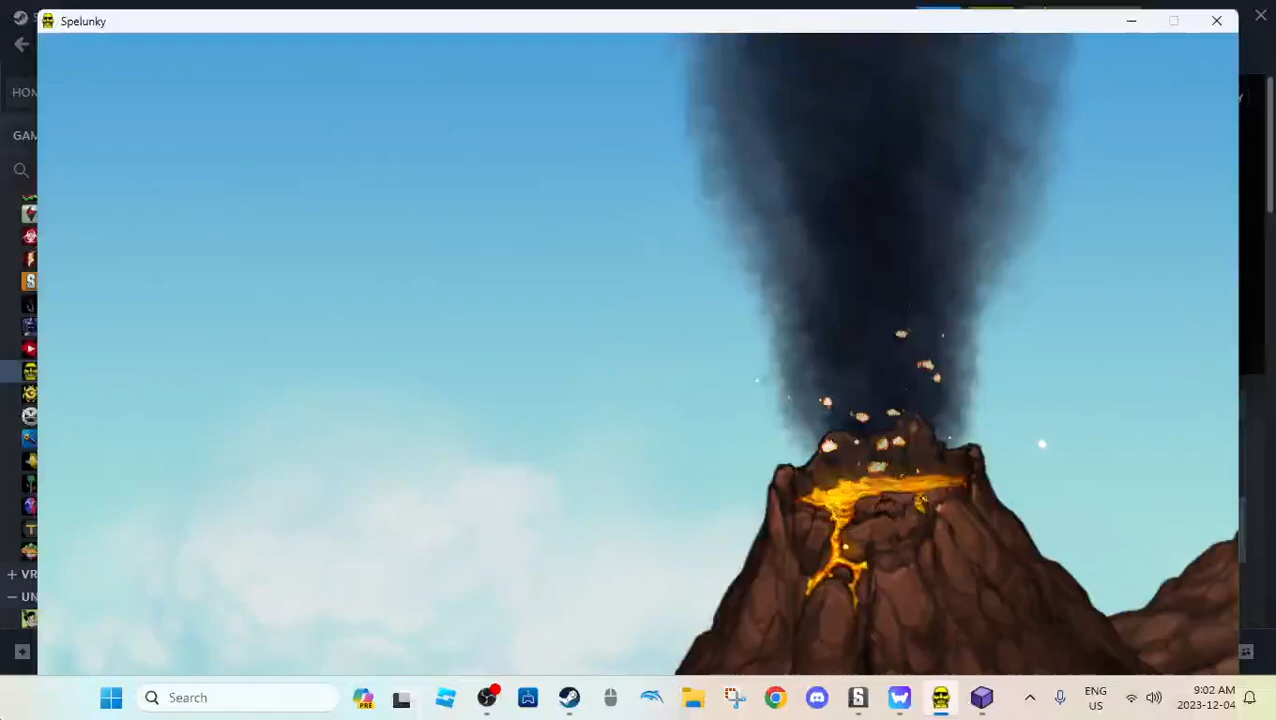 Spelunky
HOM
GAM
VR
UN
Search
PRE
ENG
US
9:02 AM
2023-12-04